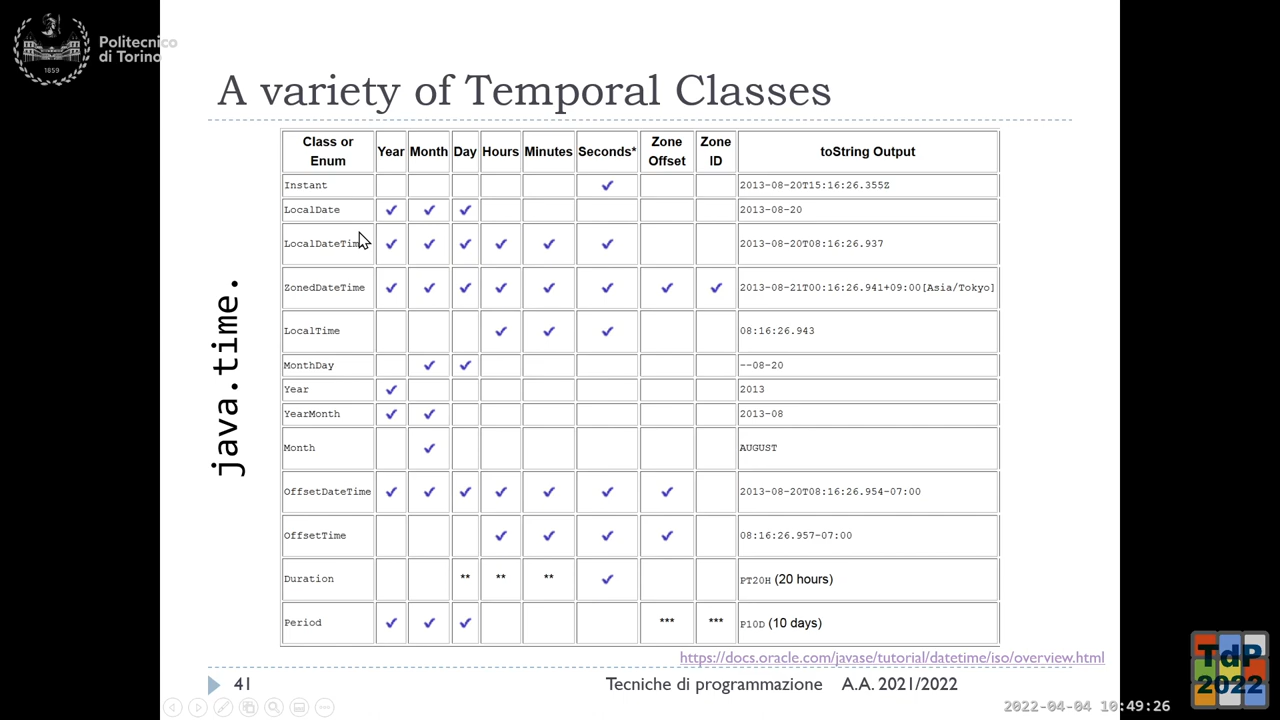 Politecnico
di Torino
1859
A variety of Temporal Classes
java.time.
Class or Enum Year Month Day Hours Minutes Seconds* Zone Offset Zone ID toString Output
Instant ✔ 2013-08-20T15:16:26.355Z
LocalDate ✔ ✔ ✔ 2013-08-20
LocalDateTime ✔ ✔ ✔ ✔ ✔ ✔ 2013-08-20T08:16:26.937
ZonedDateTime ✔ ✔ ✔ ✔ ✔ ✔ ✔ ✔ 2013-08-21T00:16:26.941+09:00[Asia/Tokyo]
LocalTime ✔ ✔ ✔ 08:16:26.943
MonthDay ✔ ✔ --08-20
Year ✔ 2013
YearMonth ✔ ✔ 2013-08
Month ✔ AUGUST
OffsetDateTime ✔ ✔ ✔ ✔ ✔ ✔ ✔ 2013-08-20T08:16:26.954-07:00
OffsetTime ✔ ✔ ✔ ✔ 08:16:26.957-07:00
Duration ** ** ** ✔ PT20H (20 hours)
Period ✔ ✔ ✔ *** *** P10D (10 days)
https://docs.oracle.com/javase/tutorial/datetime/iso/overview.html
41 Tecniche di programmazione A.A. 2021/2022
TdP
2022
2022-04-04 10:49:26